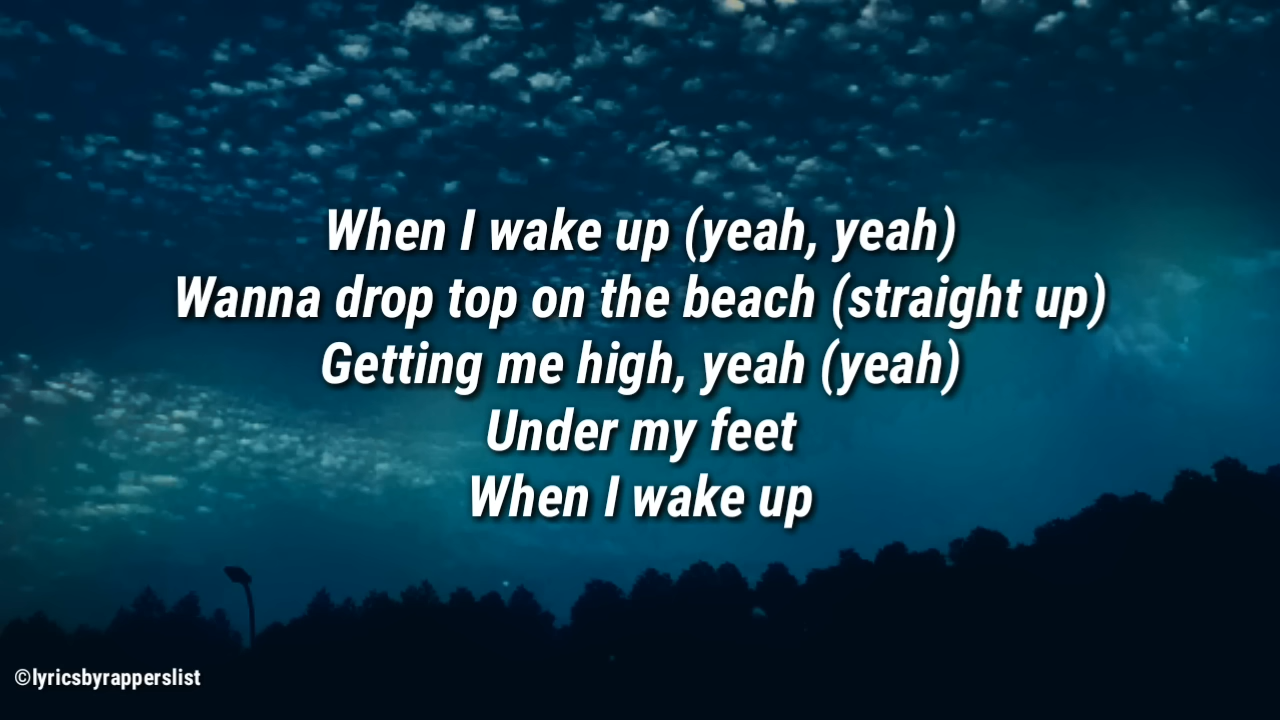 When I wake up (yeah, yeah)
Wanna drop top on the beach (straight up)
Getting me high, yeah (yeah)
Under my feet
When I wake up
©lyricsbyrapperslist